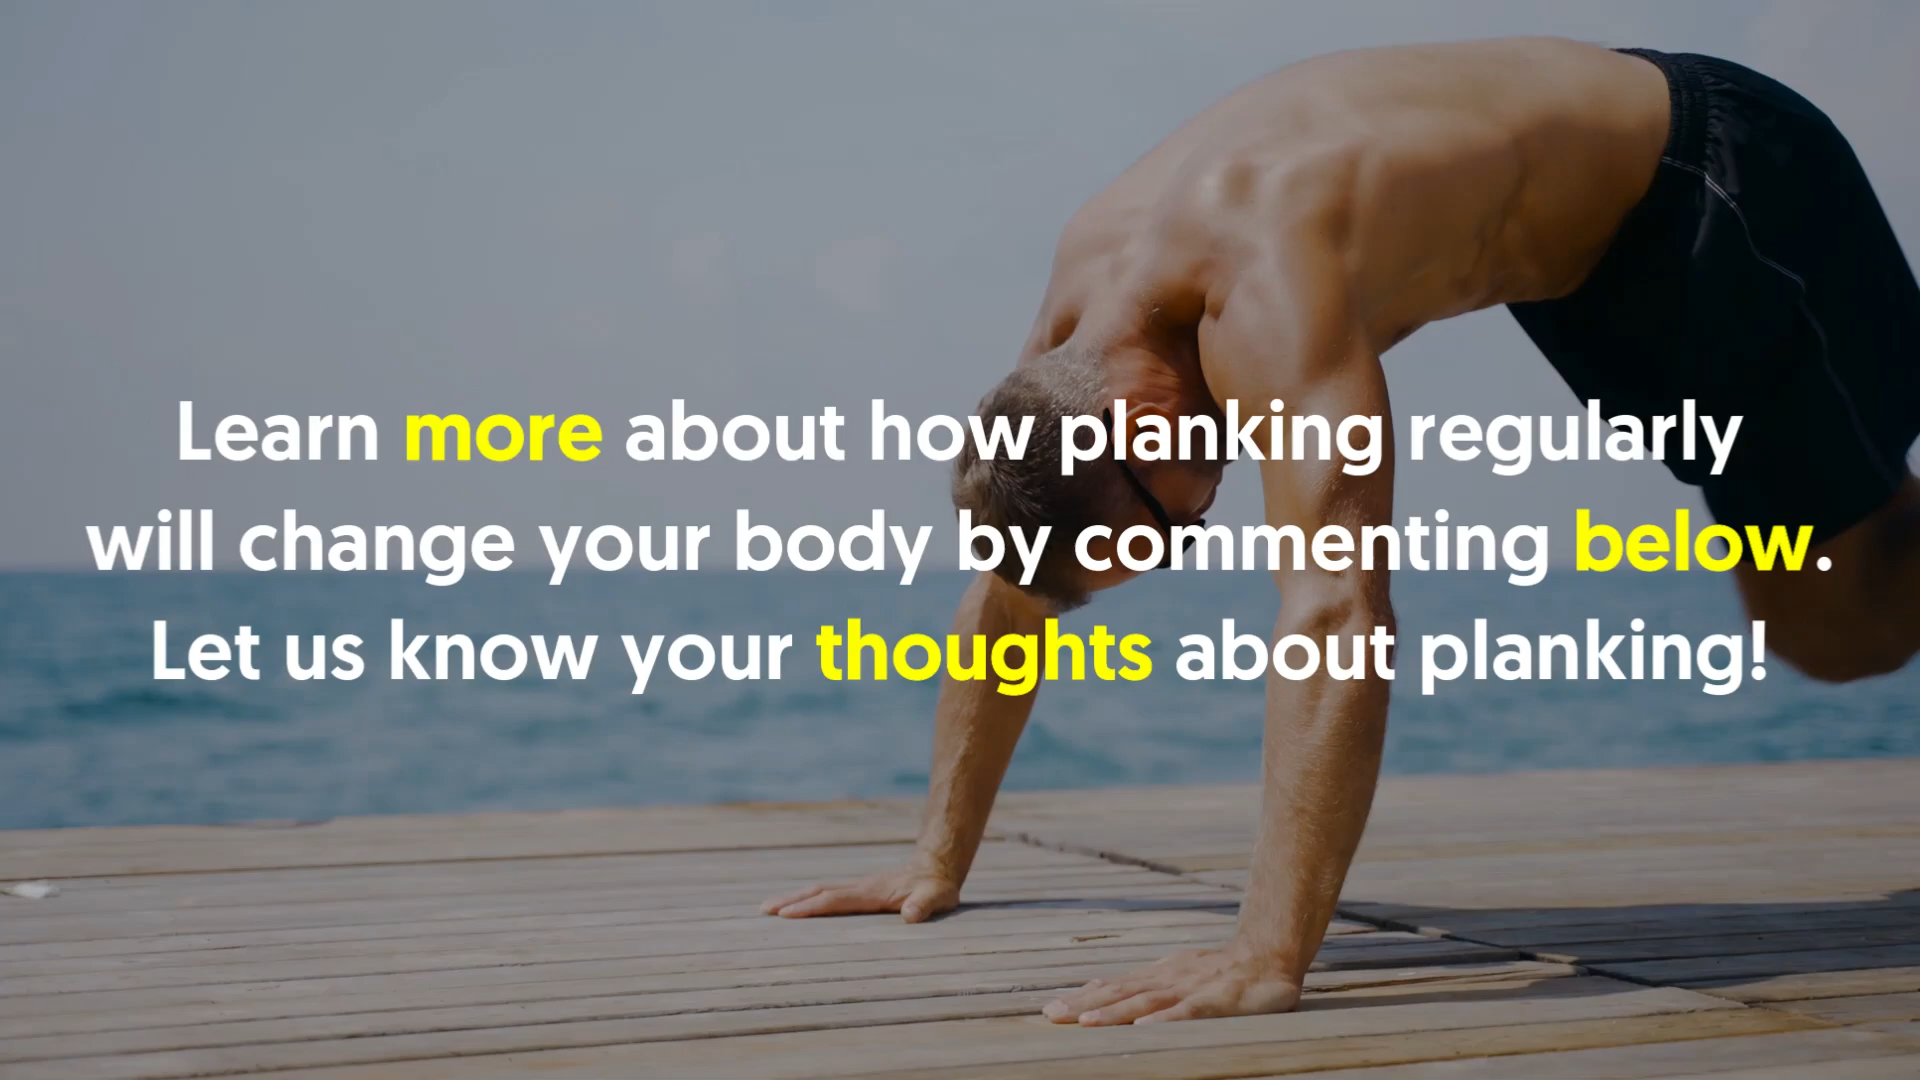 Learn more about how planking regularly
will change your body by commenting below.
Let us know your thoughts about planking!